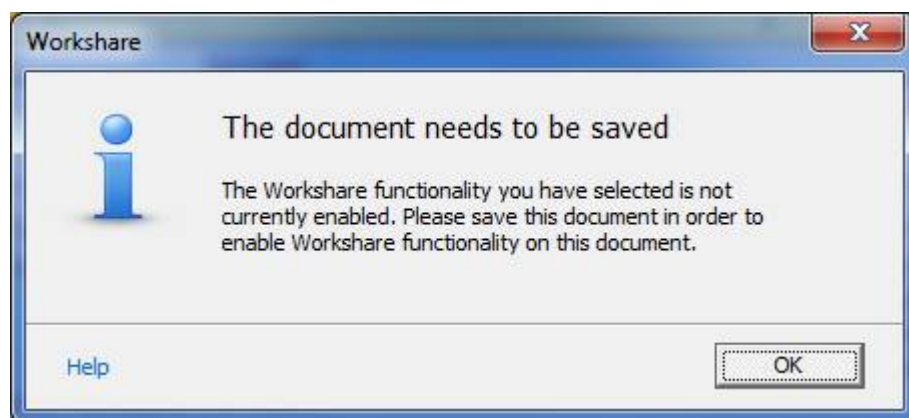 Workshare
The document needs to be saved
The Workshare functionality you have selected is not
currently enabled. Please save this document in order to
enable Workshare functionality on this document.
Help
OK